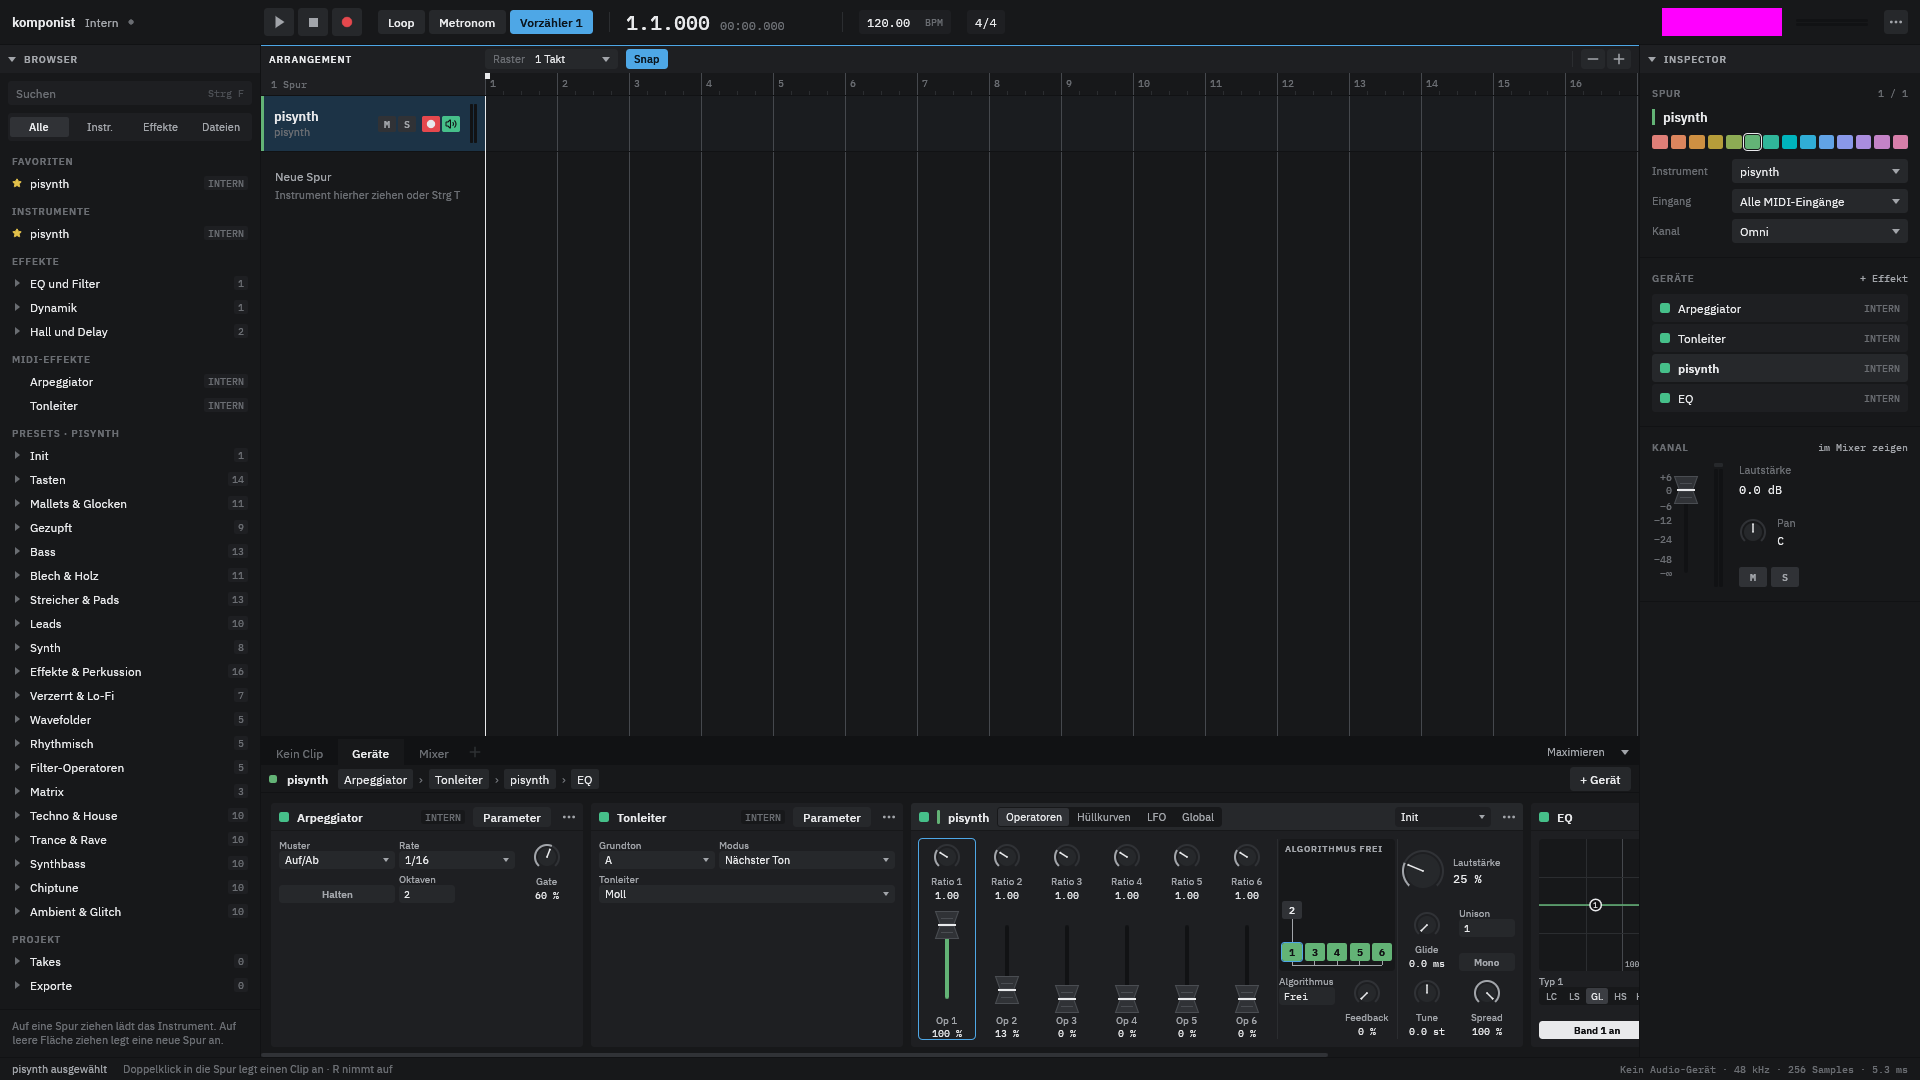 komponist Intern
Loop Metronom Vorzähler 1 1.1.000 00:00.000 120.00 BPM 4/4
BROWSER
Suchen Strg F
Alle Instr. Effekte Dateien
FAVORITEN
pisynth INTERN
INSTRUMENTE
pisynth INTERN
EFFEKTE
EQ und Filter 1
Dynamik 1
Hall und Delay 2
MIDI-EFFEKTE
Arpeggiator INTERN
Tonleiter INTERN
PRESETS · PISYNTH
Init 1
Tasten 14
Mallets & Glocken 11
Gezupft 9
Bass 13
Blech & Holz 11
Streicher & Pads 13
Leads 10
Synth 8
Effekte & Perkussion 16
Verzerrt & Lo-Fi 7
Wavefolder 5
Rhythmisch 5
Filter-Operatoren 5
Matrix 3
Techno & House 10
Trance & Rave 10
Synthbass 10
Chiptune 10
Ambient & Glitch 10
PROJEKT
Takes 0
Exporte 0
Auf eine Spur ziehen lädt das Instrument. Auf
leere Fläche ziehen legt eine neue Spur an.
ARRANGEMENT Raster 1 Takt Snap
1 Spur 1 2 3 4 5 6 7 8 9 10 11 12 13 14 15 16
pisynth
pisynth M S
Neue Spur
Instrument hierher ziehen oder Strg T
Kein Clip Geräte Mixer + Maximieren
pisynth Arpeggiator › Tonleiter › pisynth › EQ + Gerät
Arpeggiator INTERN Parameter
Muster Rate
Auf/Ab 1/16
Oktaven Gate
Halten 2 60 %
Tonleiter INTERN Parameter
Grundton Modus
A Nächster Ton
Tonleiter
Moll
pisynth Operatoren Hüllkurven LFO Global Init
Ratio 1 Ratio 2 Ratio 3 Ratio 4 Ratio 5 Ratio 6
1.00 1.00 1.00 1.00 1.00 1.00
Op 1 Op 2 Op 3 Op 4 Op 5 Op 6
100 % 13 % 0 % 0 % 0 % 0 %
ALGORITHMUS FREI
2
1 3 4 5 6
Algorithmus
Frei
Feedback
0 %
Lautstärke
25 %
Unison
1
Glide
0.0 ms Mono
Tune Spread
0.0 st 100 %
EQ
1
100
Typ 1
LC LS GL HS
Band 1 an
INSPECTOR
SPUR 1 / 1
pisynth
Instrument pisynth
Eingang Alle MIDI-Eingänge
Kanal Omni
GERÄTE + Effekt
Arpeggiator INTERN
Tonleiter INTERN
pisynth INTERN
EQ INTERN
KANAL im Mixer zeigen
+6
0
−6
−12
−24
−48
−∞
Lautstärke
0.0 dB
Pan
C
M S
pisynth ausgewählt Doppelklick in die Spur legt einen Clip an · R nimmt auf
Kein Audio-Gerät · 48 kHz · 256 Samples · 5.3 ms